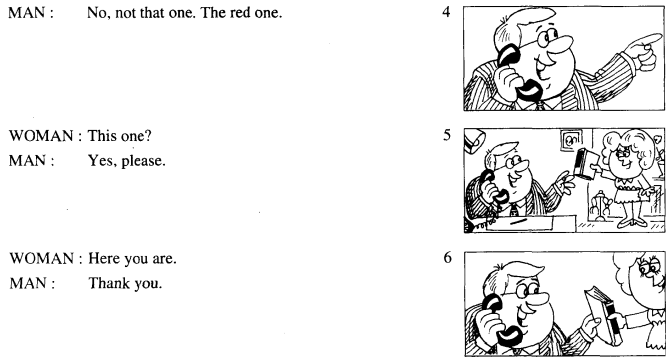 MAN : No, not that one. The red one.
4
WOMAN : This one?
MAN : Yes, please.
5
WOMAN : Here you are.
MAN : Thank you.
6